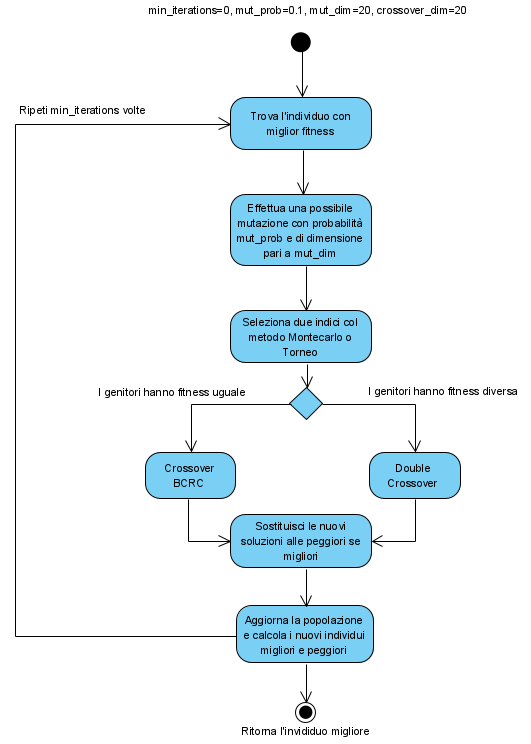 min_iterations=0, mut_prob=0.1, mut_dim=20, crossover_dim=20
Ripeti min_iterations volte
Trova l'individuo con
miglior fitness
Effettua una possibile
mutazione con probabilità
mut_prob e di dimensione
pari a mut_dim
Seleziona due indici col
metodo Montecarlo o
Torneo
I genitori hanno fitness uguale
I genitori hanno fitness diversa
Crossover
BCRC
Double
Crossover
Sostituisci le nuovi
soluzioni alle peggiori se
migliori
Aggiorna la popolazione
e calcola i nuovi individui
migliori e peggiori
Ritorna l'invididuo migliore